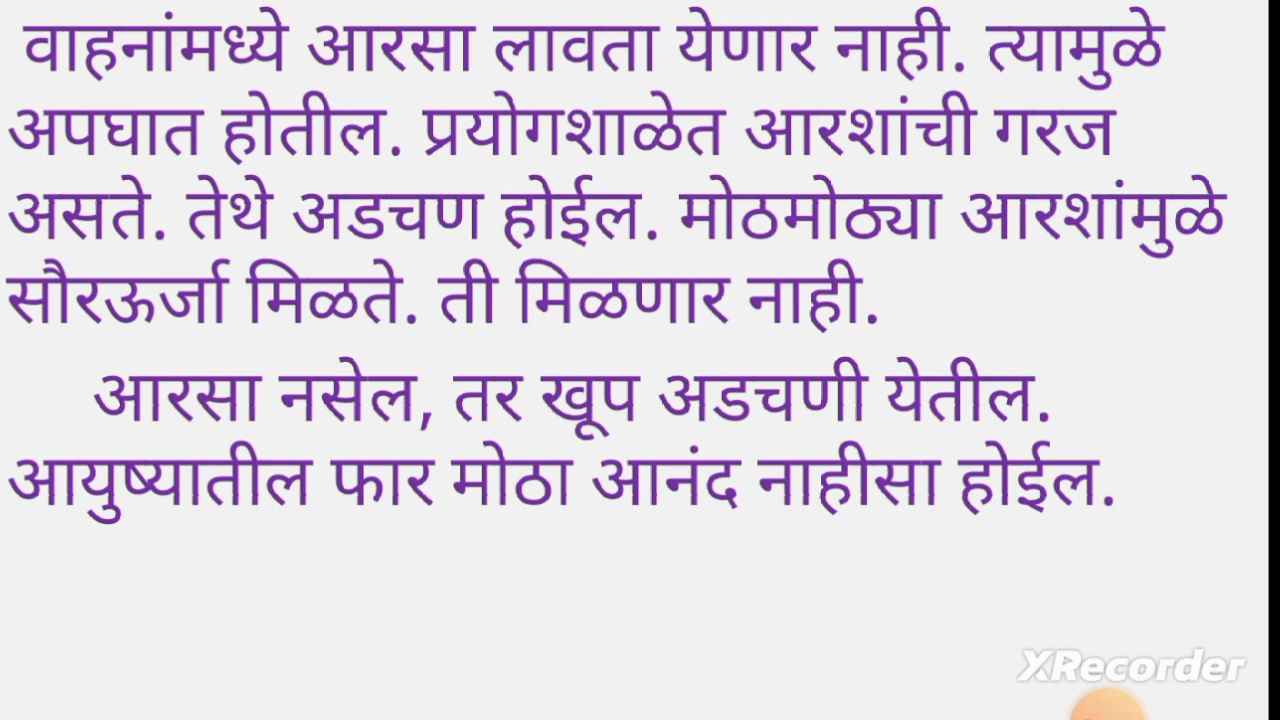 वाहनांमध्ये आरसा लावता येणार नाही. त्यामुळे
अपघात होतील. प्रयोगशाळेत आरशांची गरज
असते. तेथे अडचण होईल. मोठमोठ्या आरशांमुळे
सौरऊर्जा मिळते. ती मिळणार नाही.
आरसा नसेल, तर खूप अडचणी येतील.
आयुष्यातील फार मोठा आनंद नाहीसा होईल.
XRecorder